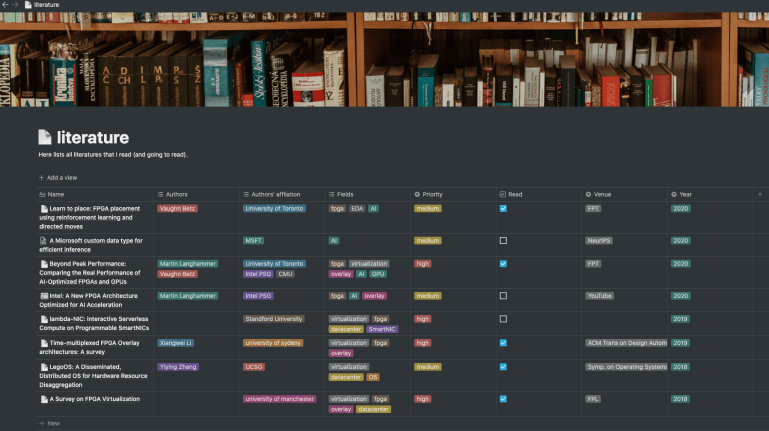 literature
KRONIKA
ENCYKLOPEDIA
literature
Here lists all literatures that I read (and going to read).
+ Add a view
Name Authors Authors' affliation Fields Priority Read Venue Year
Learn to place: FPGA placement using reinforcement learning and directed moves Vaughn Betz University of Toronto fpga EDA AI medium FPT 2020
A Microsoft custom data type for efficient inference MSFT AI medium NeurIPS 2020
Beyond Peak Performance: Comparing the Real Performance of AI-Optimized FPGAs and GPUs Martin Langhammer Vaughn Betz University of Toronto Intel PSG CMU fpga virtualization overlay AI GPU high FPT 2020
Intel: A New FPGA Architecture Optimized for AI Acceleration Martin Langhammer Intel PSG fpga AI overlay medium YouTube 2020
lambda-NIC: Interactive Serverless Compute on Programmable SmartNICs Standford University virtualization fpga datacenter SmartNIC high 2019
Time-multiplexed FPGA Overlay architectures: A survey Xiangwei Li university of sydeny virtualization fpga overlay high ACM Trans on Design Autom 2019
LegoOS: A Disseminated, Distributed OS for Hardware Resource Disaggregation Yiying Zhang UCSG virtualization datacenter OS medium Symp. on Operating Systems 2018
A Survey on FPGA Virtualization university of manchester virtualization fpga overlay datacenter high FPL 2018
+ New